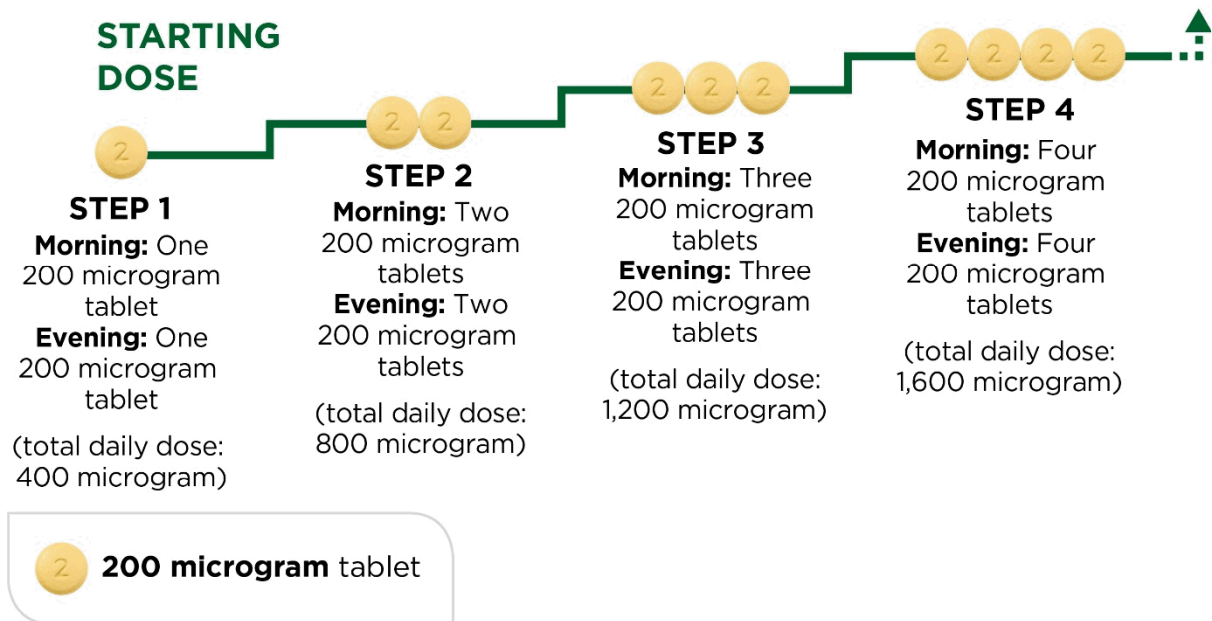 STARTING
DOSE
2
STEP 1
Morning: One
200 microgram
tablet
Evening: One
200 microgram
tablet
(total daily dose:
400 microgram)
2 2
STEP 2
Morning: Two
200 microgram
tablets
Evening: Two
200 microgram
tablets
(total daily dose:
800 microgram)
2 2 2
STEP 3
Morning: Three
200 microgram
tablets
Evening: Three
200 microgram
tablets
(total daily dose:
1,200 microgram)
2 2 2 2
STEP 4
Morning: Four
200 microgram
tablets
Evening: Four
200 microgram
tablets
(total daily dose:
1,600 microgram)
2 200 microgram tablet